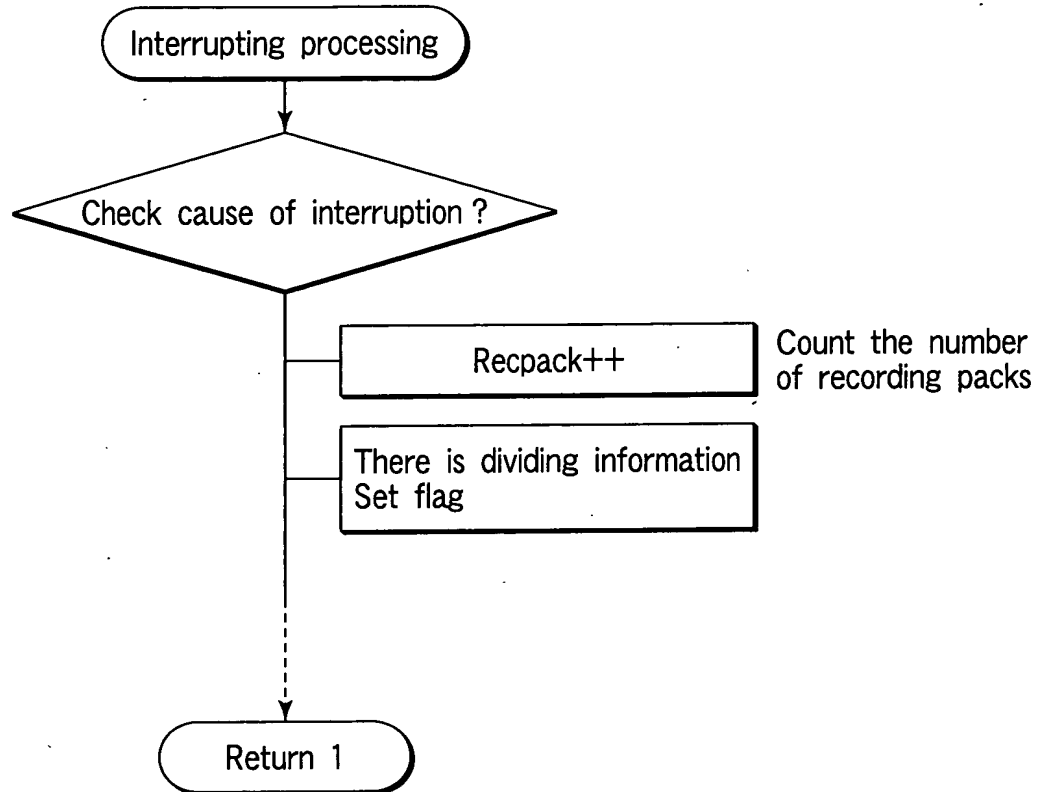 Interrupting processing
Check cause of interruption ?
Recpack++
Count the number
of recording packs
There is dividing information
Set flag
Return 1